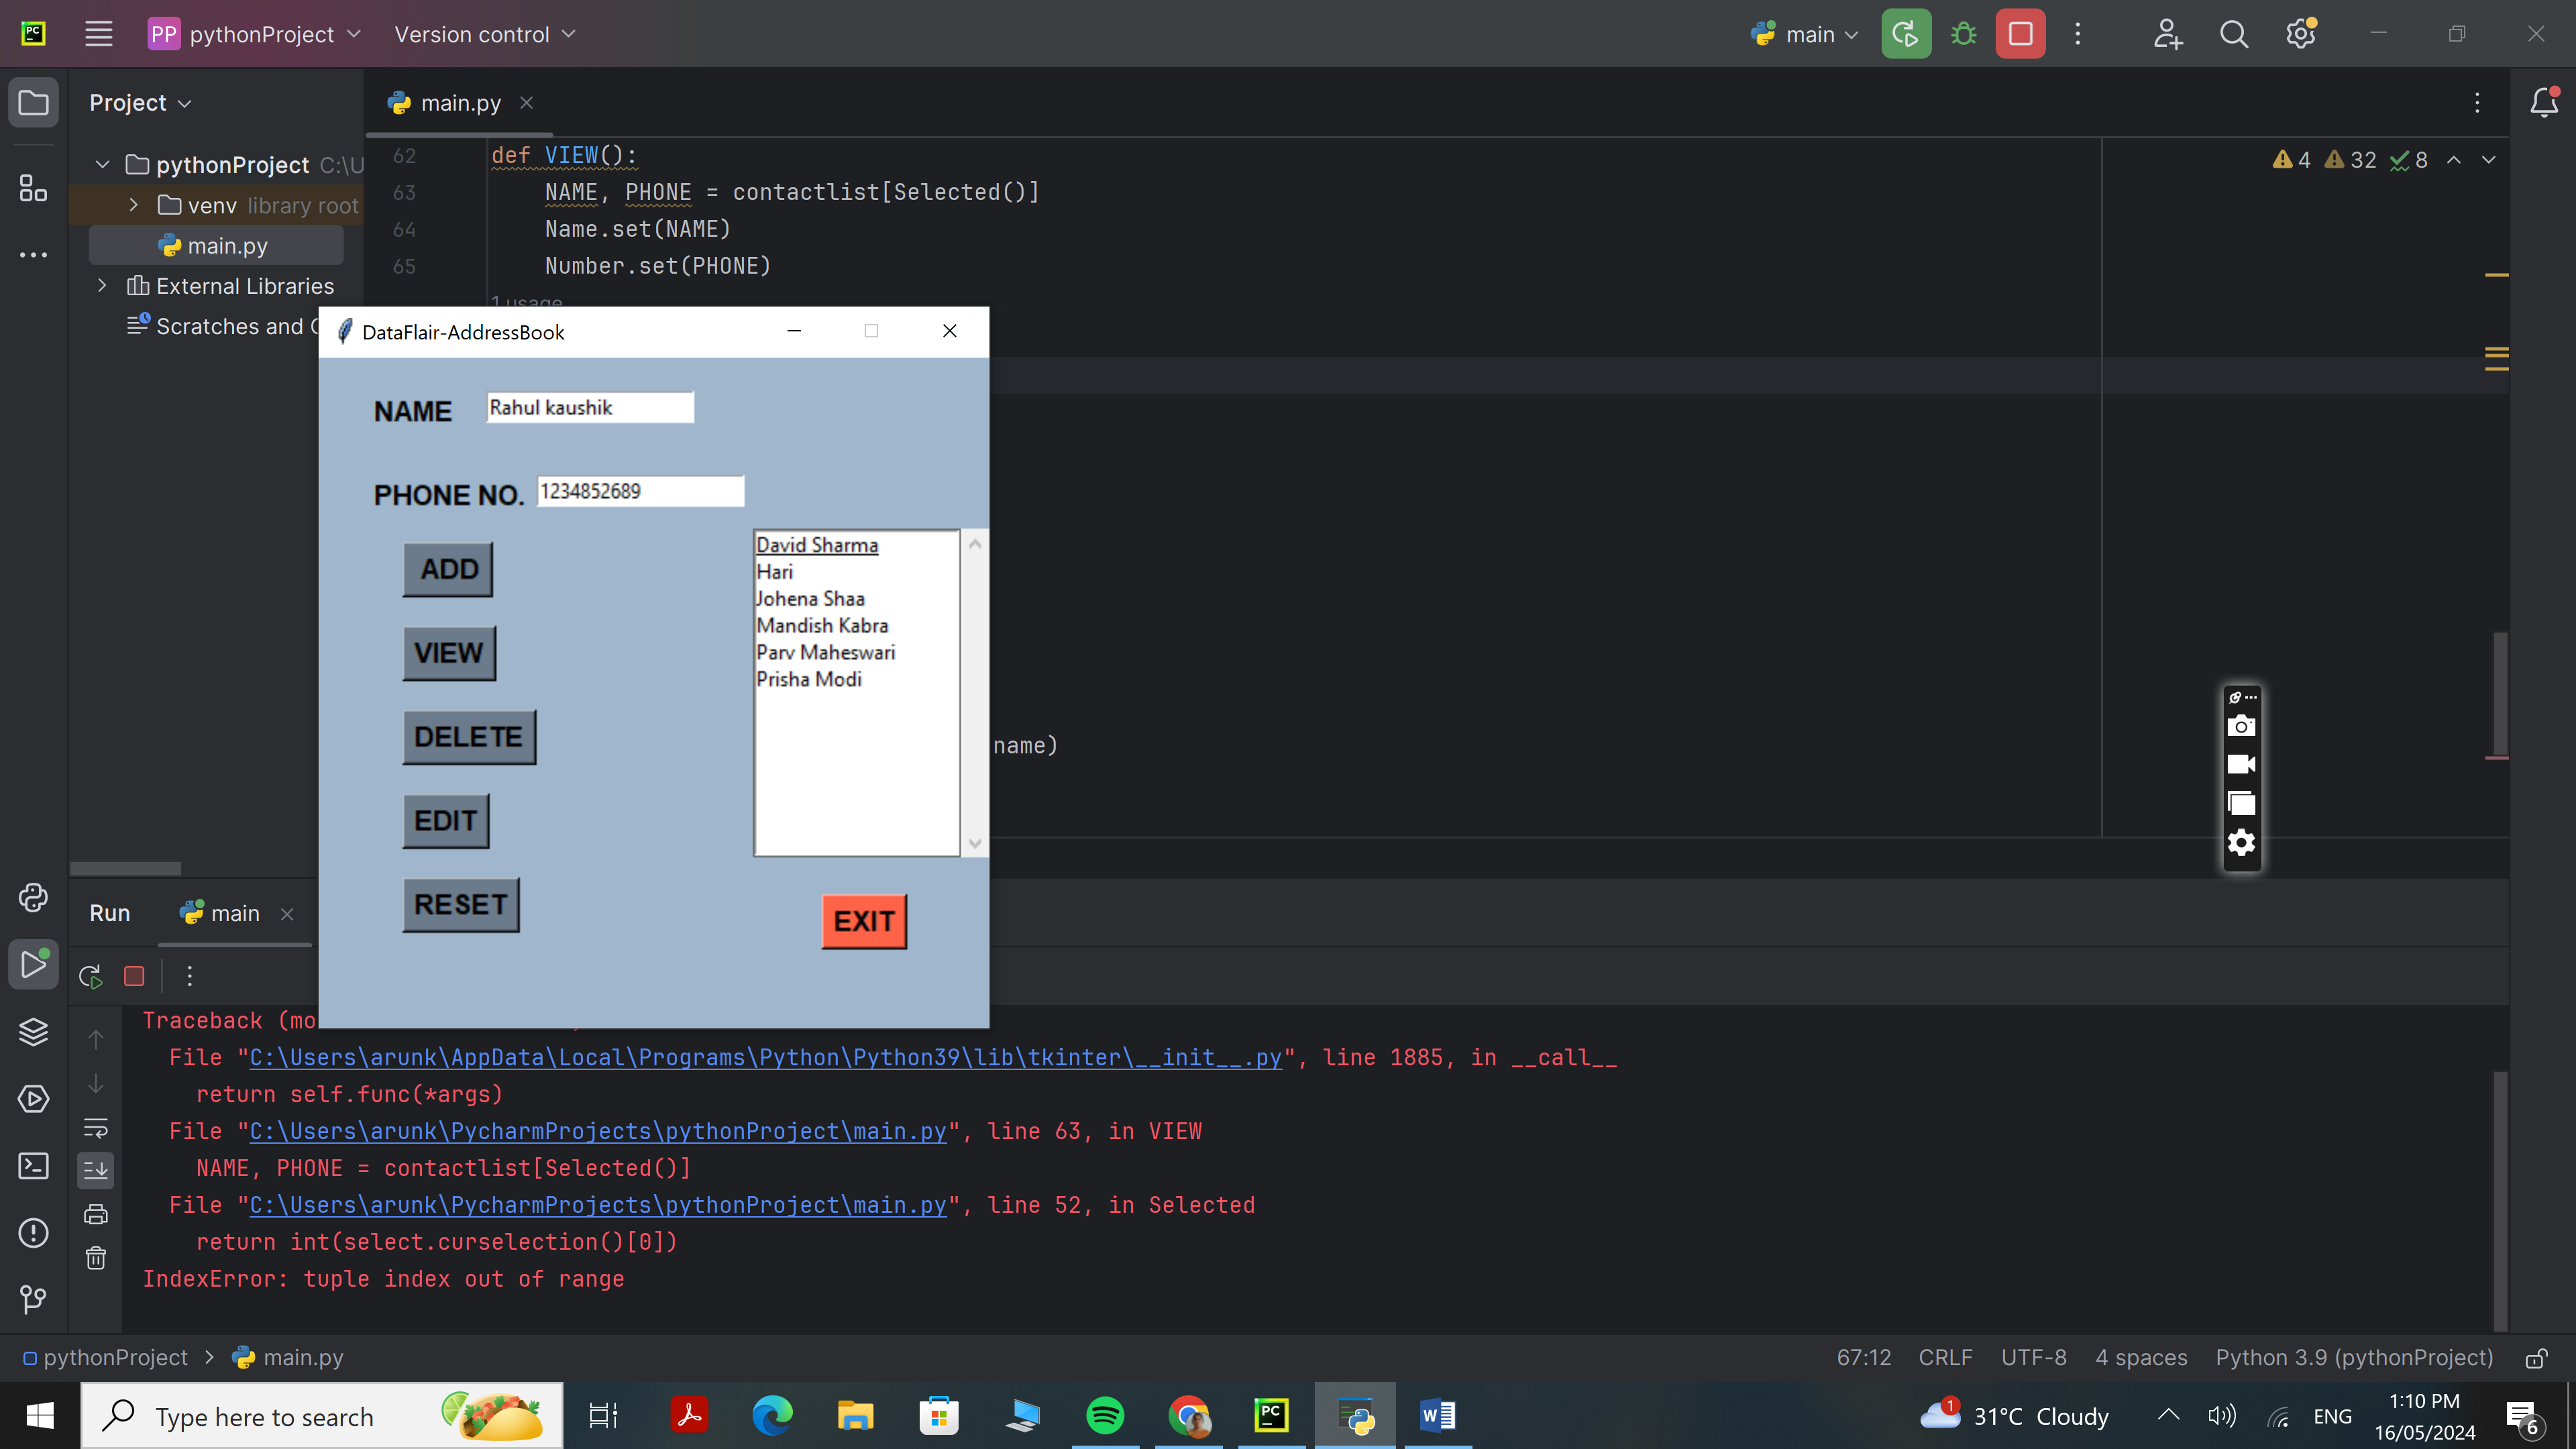 PC
PP pythonProject
Version control
main
Project
main.py
pythonProject C:\U
venv library root
main.py
External Libraries
Scratches and C
62 def VIEW():
63 NAME, PHONE = contactlist[Selected()]
64 Name.set(NAME)
65 Number.set(PHONE)
1 usage
4 32 8
DataFlair-AddressBook
NAME Rahul kaushik
PHONE NO. 1234852689
ADD
VIEW
DELETE
EDIT
RESET
David Sharma
Hari
Johena Shaa
Mandish Kabra
Parv Maheswari
Prisha Modi
EXIT
name)
Run main
Traceback (mo
File "C:\Users\arunk\AppData\Local\Programs\Python\Python39\lib\tkinter\__init__.py", line 1885, in __call__
return self.func(*args)
File "C:\Users\arunk\PycharmProjects\pythonProject\main.py", line 63, in VIEW
NAME, PHONE = contactlist[Selected()]
File "C:\Users\arunk\PycharmProjects\pythonProject\main.py", line 52, in Selected
return int(select.curselection()[0])
IndexError: tuple index out of range
pythonProject > main.py
67:12 CRLF UTF-8 4 spaces Python 3.9 (pythonProject)
Type here to search
PC
W
1 31°C Cloudy
ENG
1:10 PM
16/05/2024
6